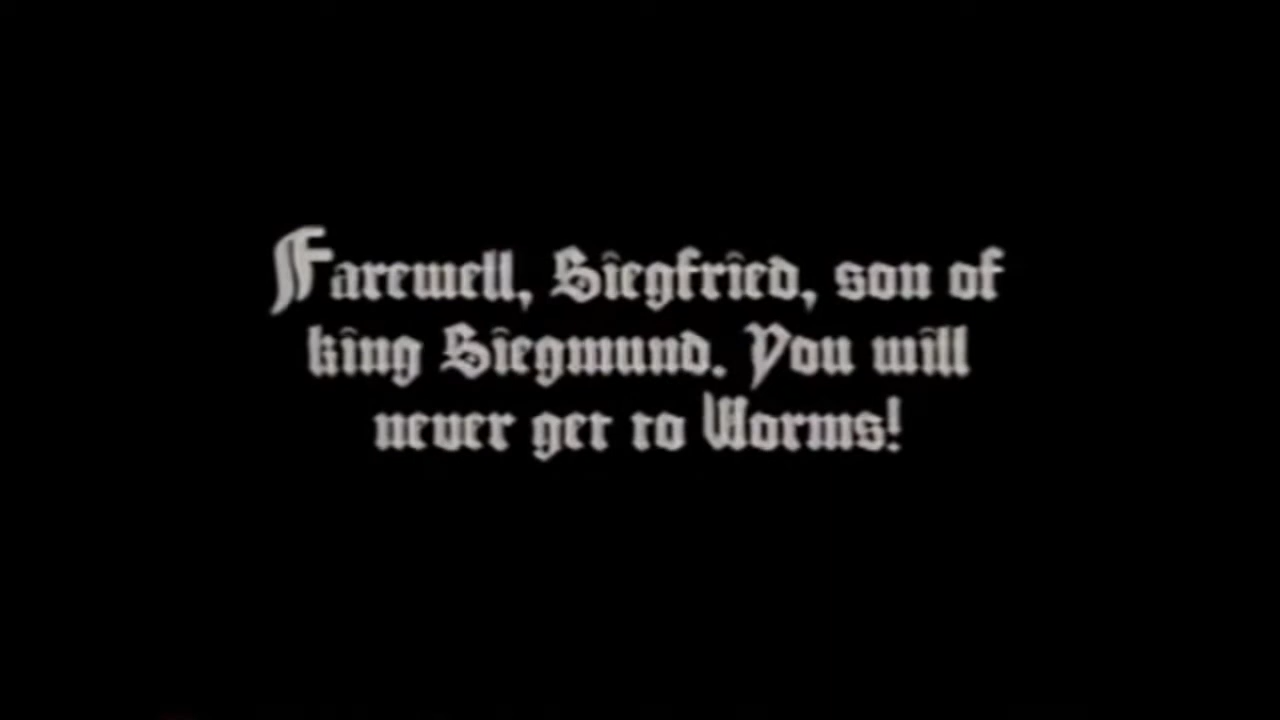 Farewell, Siegfried, son of
king Siegmund. You will
never get to Worms!